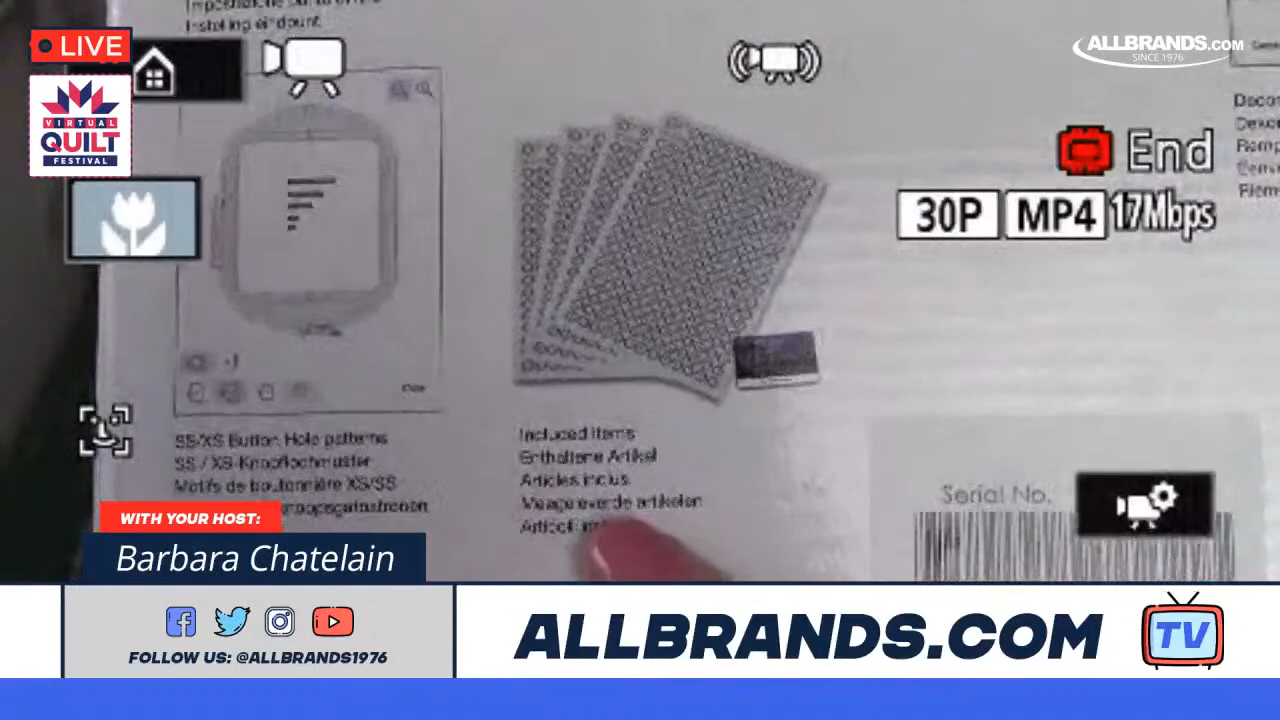 LIVE
ALLBRANDS.COM
SINCE 1976
VIRTUAL
QUILT
FESTIVAL
End
30P MP4 17Mbps
SS/XS Button Hole patterns
SS / XS-Knopflochmuster
Motifs de boutonnière XS/SS
Included items
Enthaltene Artikel
Articles inclus
Meegeleverde artikelen
Serial No.
WITH YOUR HOST:
Barbara Chatelain
FOLLOW US: @ALLBRANDS1976
ALLBRANDS.COM
TV